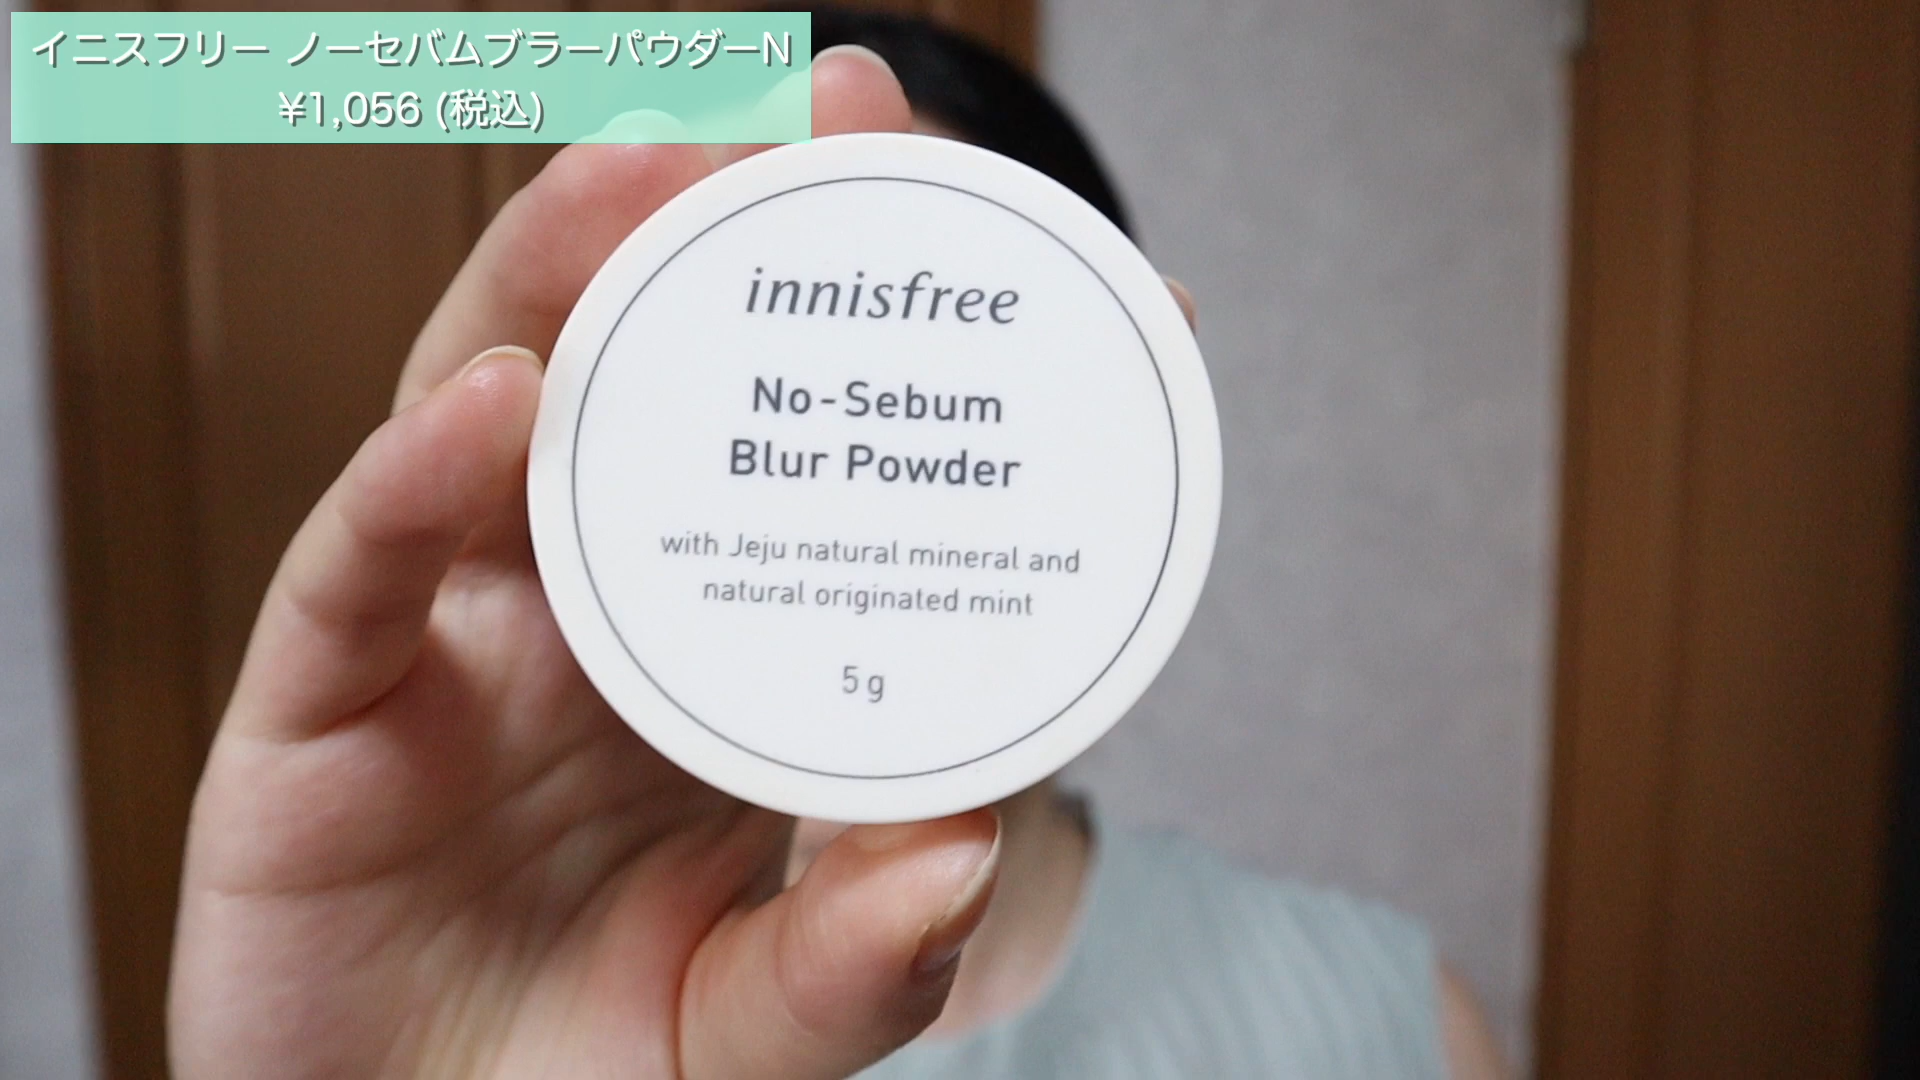 イニスフリー ノーセバムブラーパウダーN
¥1,056 (税込)
innisfree
No-Sebum
Blur Powder
with Jeju natural mineral and
natural originated mint
5 g